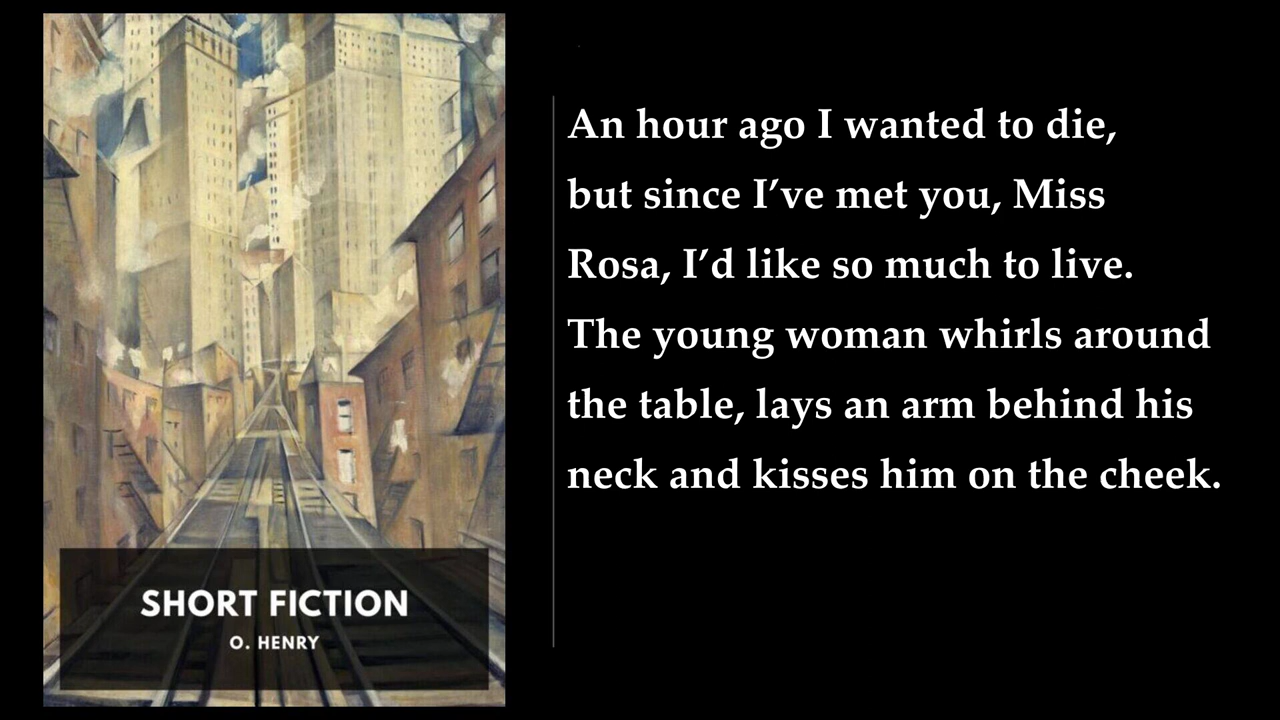 SHORT FICTION
O. HENRY
An hour ago I wanted to die,
but since I’ve met you, Miss
Rosa, I’d like so much to live.
The young woman whirls around
the table, lays an arm behind his
neck and kisses him on the cheek.